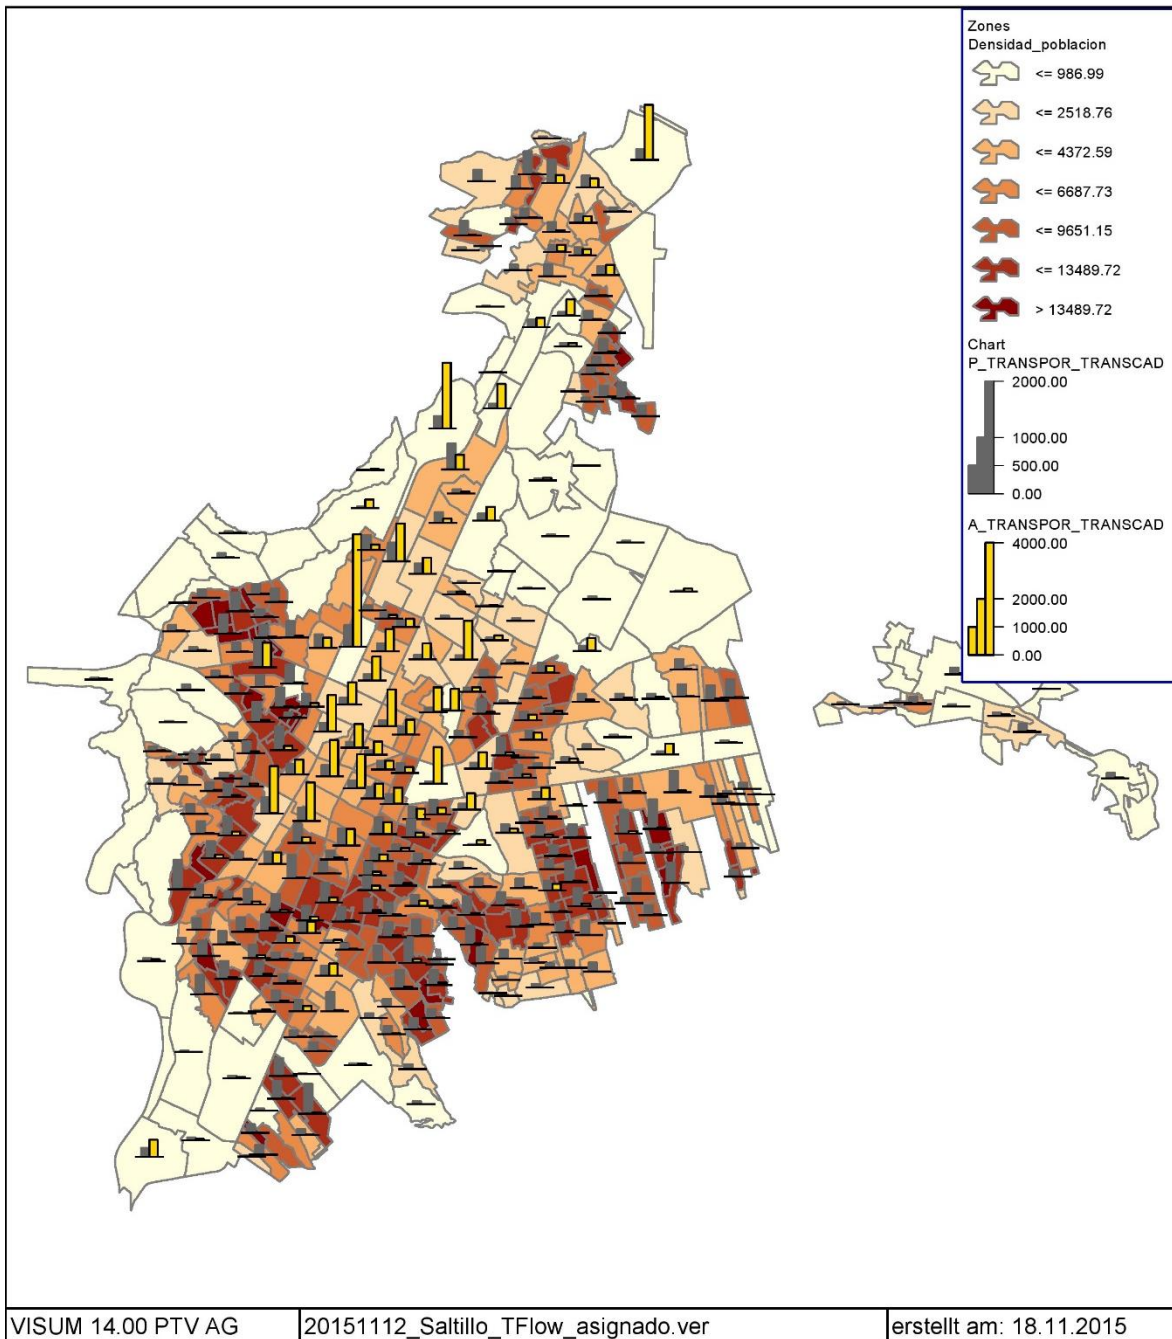 Zones
Densidad_poblacion
<= 986.99
<= 2518.76
<= 4372.59
<= 6687.73
<= 9651.15
<= 13489.72
> 13489.72
Chart
P_TRANSPOR_TRANSCAD
2000.00
1000.00
500.00
0.00
A_TRANSPOR_TRANSCAD
4000.00
2000.00
1000.00
0.00
VISUM 14.00 PTV AG
20151112_Saltillo_TFlow_asignado.ver
erstellt am: 18.11.2015